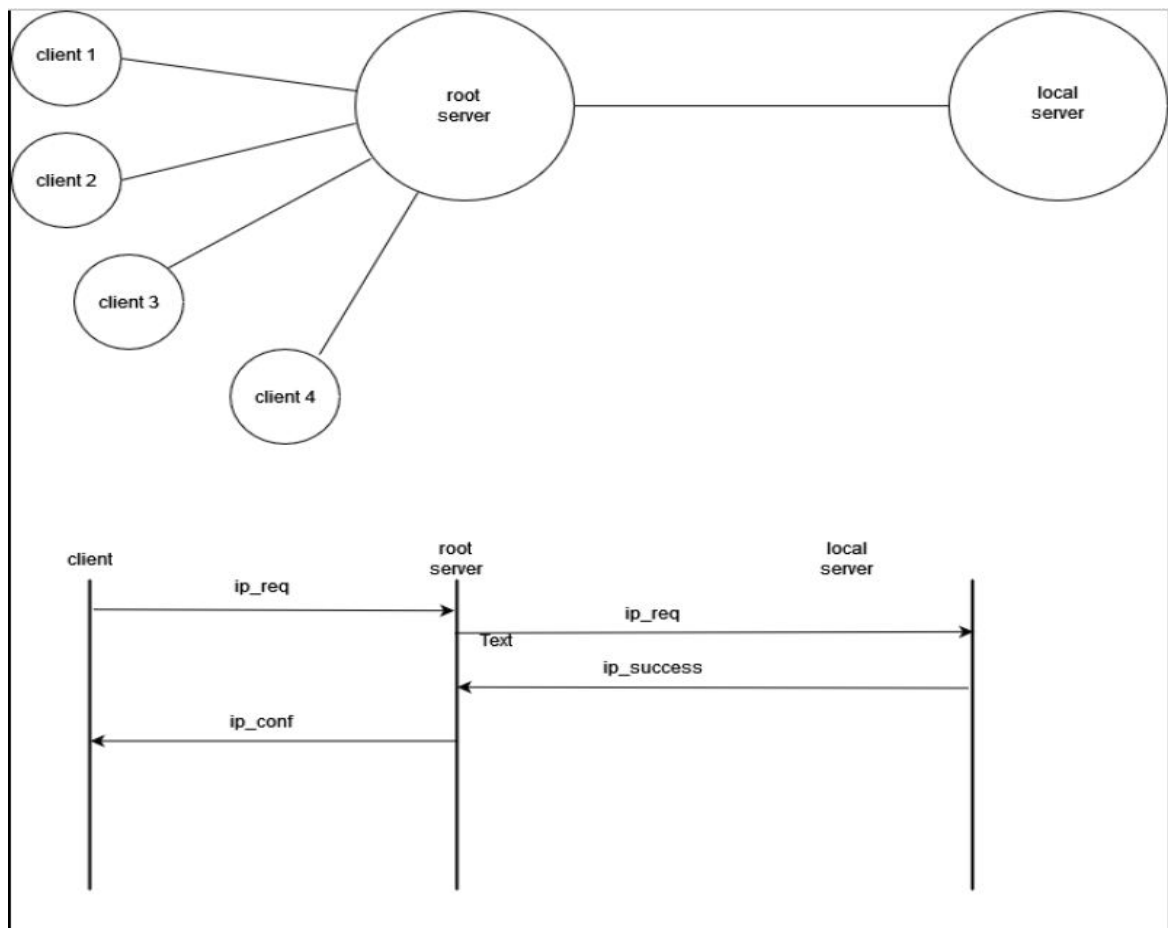 client 1
root
server
local
server
client 2
client 3
client 4
client
root
server
local
server
ip_req
ip_req
Text
ip_success
ip_conf